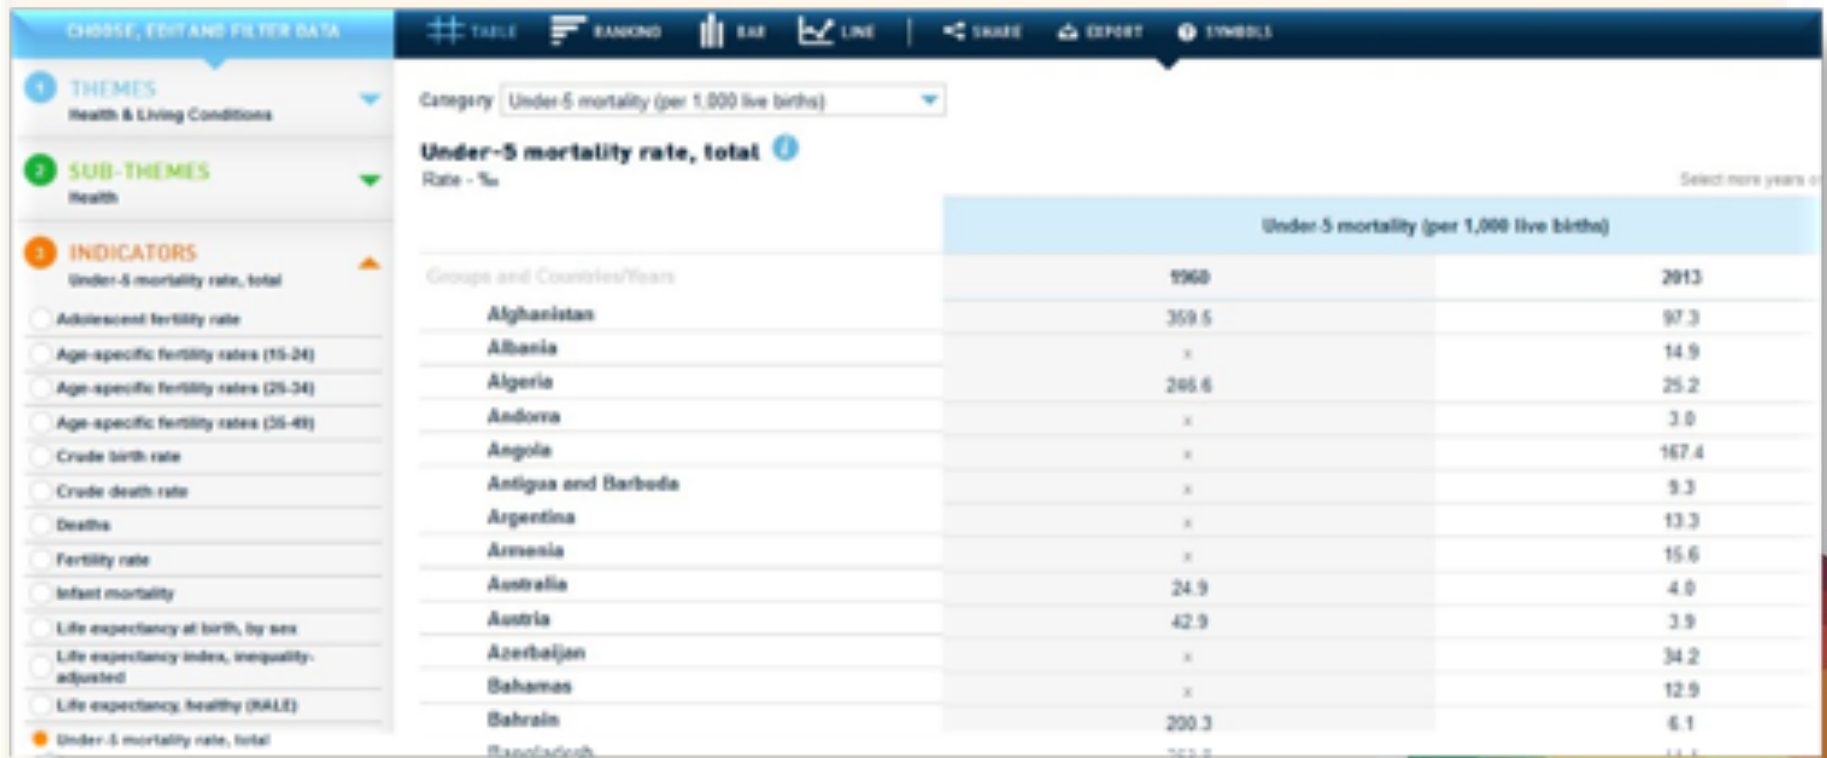 CHOOSE, EDIT AND FILTER DATA
TABLE RANKING BAR LINE | SHARE EXPORT SYMBOLS
1 THEMES
Health & Living Conditions
2 SUB-THEMES
Health
3 INDICATORS
Under-5 mortality rate, total
Adolescent fertility rate
Age-specific fertility rates (15-24)
Age-specific fertility rates (25-34)
Age-specific fertility rates (35-49)
Crude birth rate
Crude death rate
Deaths
Fertility rate
Infant mortality
Life expectancy at birth, by sex
Life expectancy index, inequality-
adjusted
Life expectancy, healthy (HALE)
Under-5 mortality rate, total
Category Under-5 mortality (per 1,000 live births)
Under-5 mortality rate, total i
Rate - ‰
Select more years
Under-5 mortality (per 1,000 live births)
Groups and Countries/Years 1960 2013
Afghanistan 359.5 97.3
Albania x 14.9
Algeria 246.6 25.2
Andorra x 3.0
Angola x 167.4
Antigua and Barbuda x 9.3
Argentina x 13.3
Armenia x 15.6
Australia 24.9 4.0
Austria 42.9 3.9
Azerbaijan x 34.2
Bahamas x 12.9
Bahrain 200.3 6.1
Bangladesh